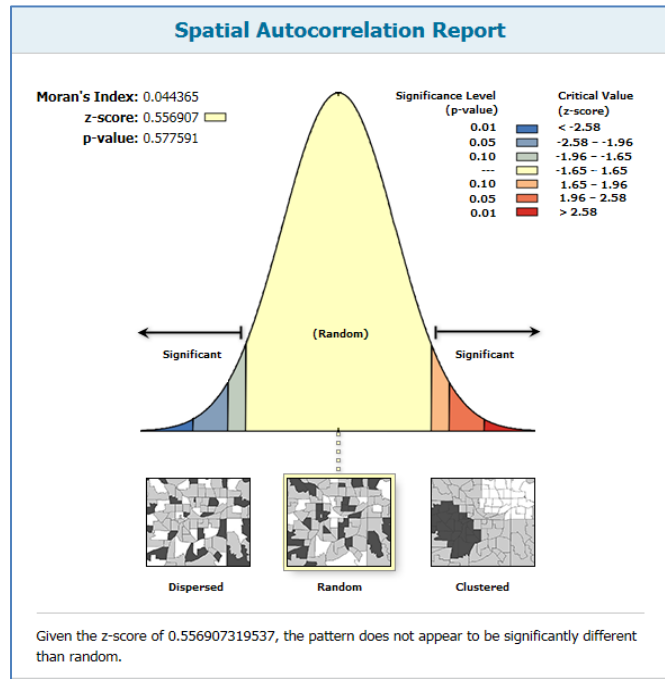 Spatial Autocorrelation Report
Moran's Index: 0.044365
z-score: 0.556907
p-value: 0.577591
Significance Level
(p-value)
Critical Value
(z-score)
0.01 < -2.58
0.05 -2.58 – -1.96
0.10 -1.96 – -1.65
--- -1.65 – 1.65
0.10 1.65 – 1.96
0.05 1.96 – 2.58
0.01 > 2.58
(Random)
Significant
Significant
Dispersed
Random
Clustered
Given the z-score of 0.556907319537, the pattern does not appear to be significantly different
than random.